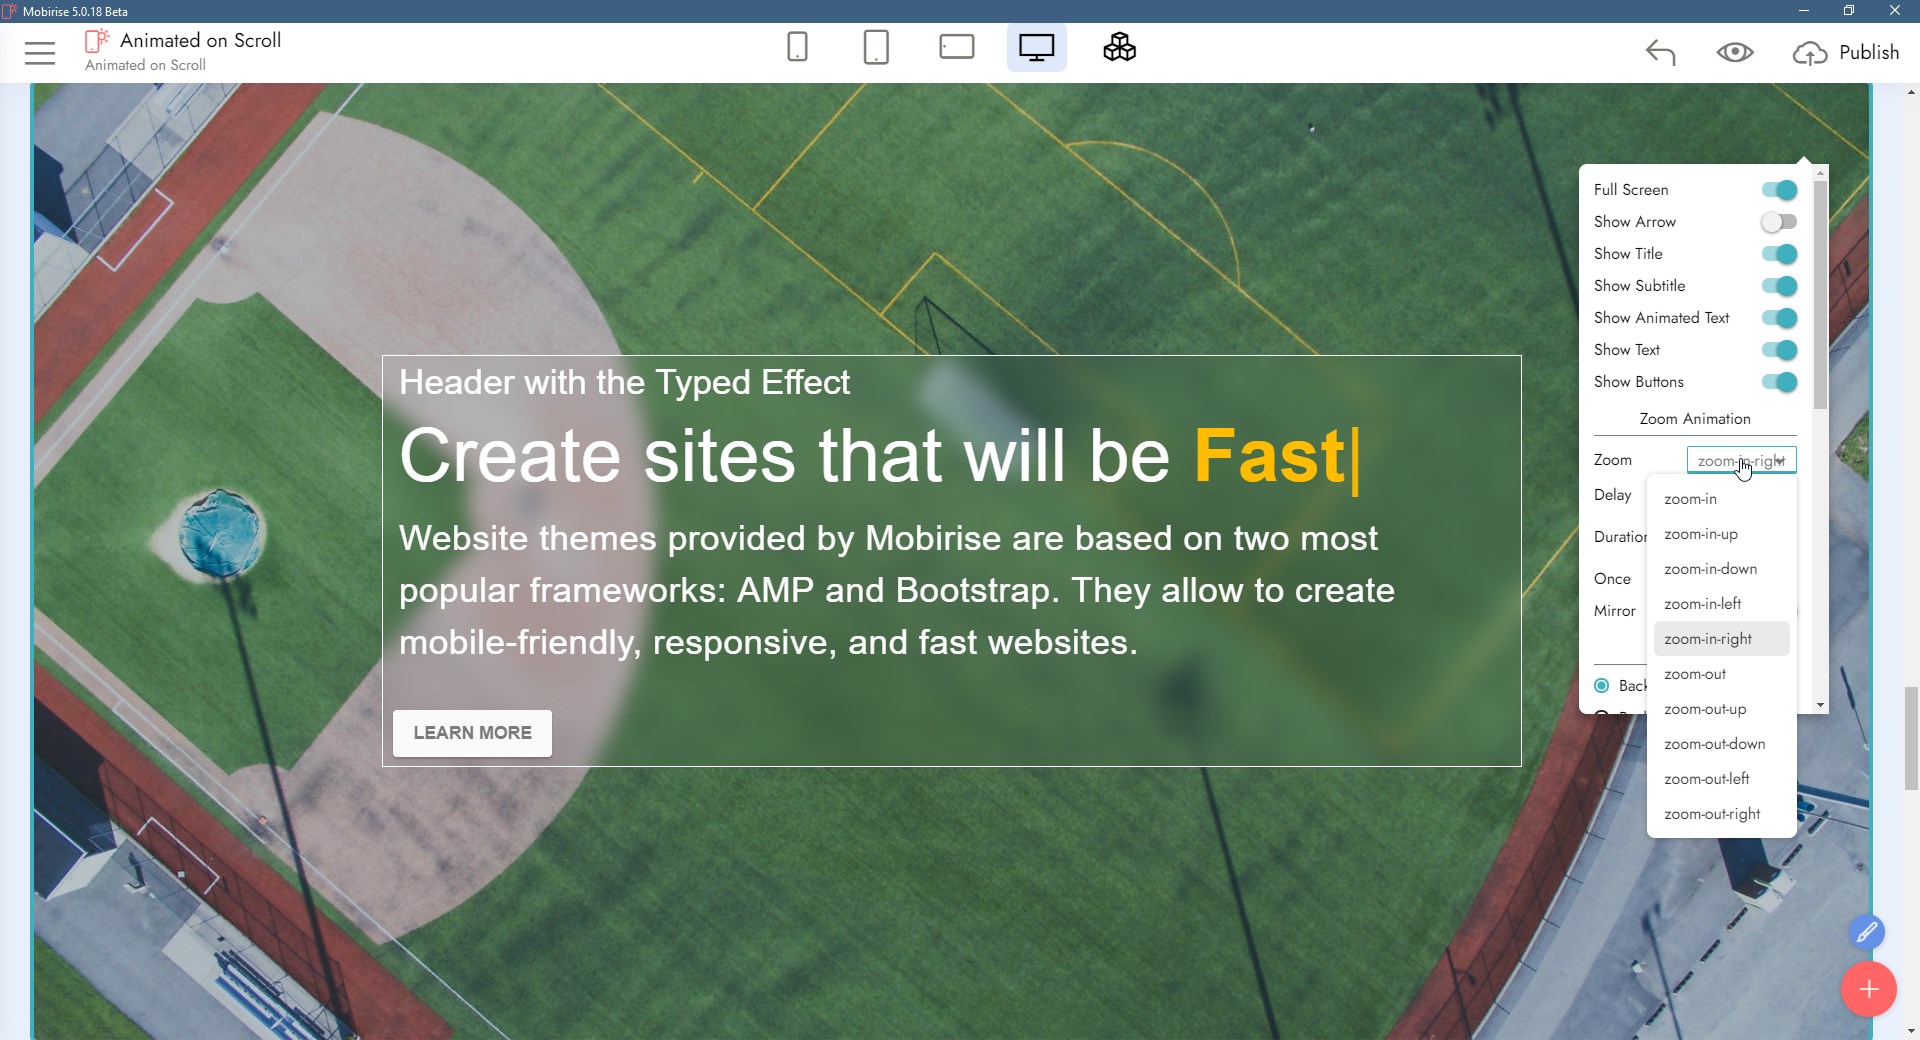 Mobirise 5.0.18 Beta
Animated on Scroll
Animated on Scroll
Publish
Header with the Typed Effect
Create sites that will be Fast
Website themes provided by Mobirise are based on two most
popular frameworks: AMP and Bootstrap. They allow to create
mobile-friendly, responsive, and fast websites.
LEARN MORE
Full Screen
Show Arrow
Show Title
Show Subtitle
Show Animated Text
Show Text
Show Buttons
Zoom Animation
Zoom
zoom-in-right
Delay
Once
Mirror
zoom-in
zoom-in-up
zoom-in-down
zoom-in-left
zoom-in-right
zoom-out
zoom-out-up
zoom-out-down
zoom-out-left
zoom-out-right